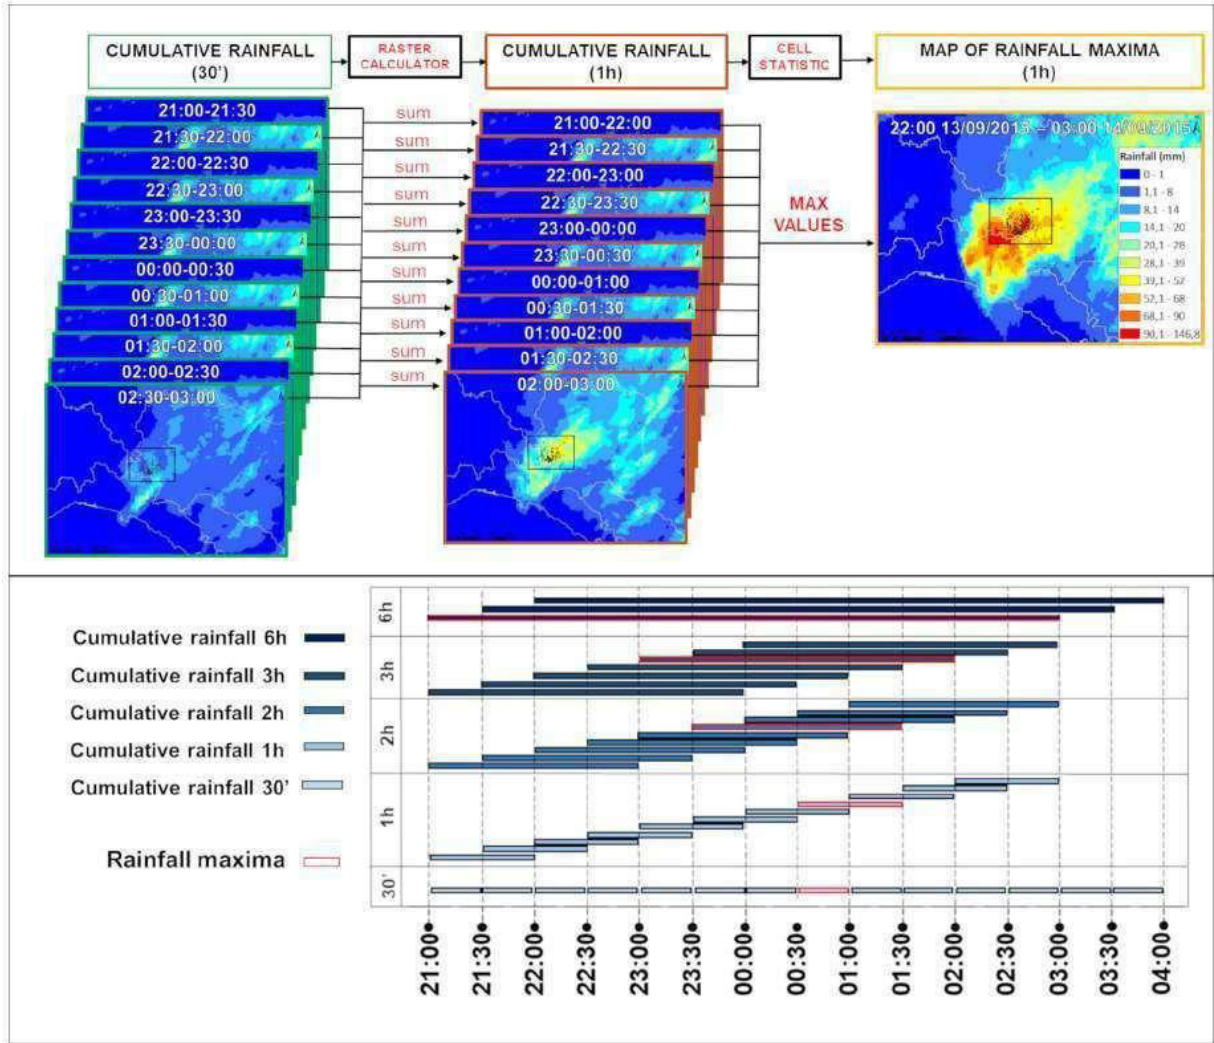 CUMULATIVE RAINFALL
(30')
RASTER
CALCULATOR
CUMULATIVE RAINFALL
(1h)
CELL
STATISTIC
MAP OF RAINFALL MAXIMA
(1h)
21:00-21:30
21:30-22:00
22:00-22:30
22:30-23:00
23:00-23:30
23:30-00:00
00:00-00:30
00:30-01:00
01:00-01:30
01:30-02:00
02:00-02:30
02:30-03:00
sum
sum
sum
sum
sum
sum
sum
sum
sum
sum
sum
21:00-22:00
21:30-22:30
22:00-23:00
22:30-23:30
23:00-00:00
23:30-00:30
00:00-01:00
00:30-01:30
01:00-02:00
01:30-02:30
02:00-03:00
MAX
VALUES
22:00 13/09/2015 – 03:00 14/09/2015
Rainfall (mm)
0 - 1
1,1 - 8
8,1 - 14
14,1 - 20
20,1 - 28
28,1 - 39
39,1 - 52
52,1 - 68
68,1 - 90
90,1 - 146,8
Cumulative rainfall 6h
Cumulative rainfall 3h
Cumulative rainfall 2h
Cumulative rainfall 1h
Cumulative rainfall 30'
Rainfall maxima
6h
3h
2h
1h
30'
21:00
21:30
22:00
22:30
23:00
23:30
00:00
00:30
01:00
01:30
02:00
02:30
03:00
03:30
04:00